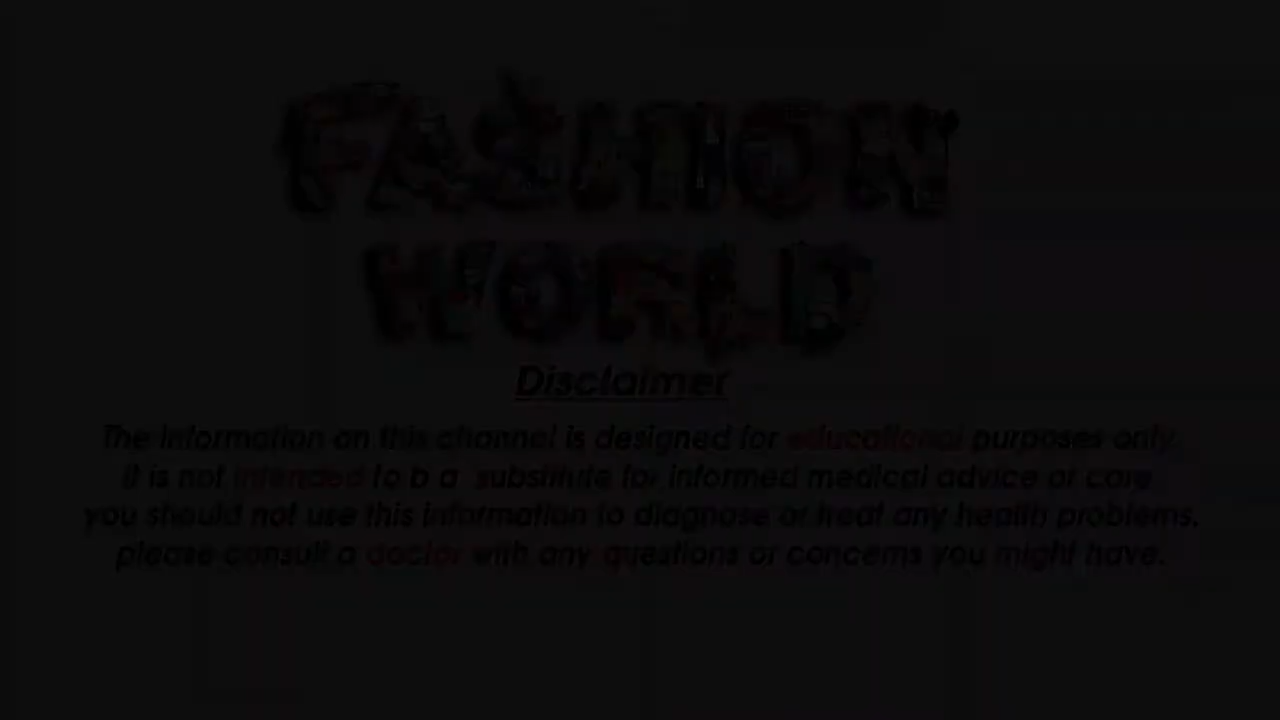 FASHION
WORLD
Disclaimer
The information on this channel is designed for educational purposes only.
it is not intended to b a substitute for informed medical advice or care
you should not use this information to diagnose or treat any health problems.
please consult a doctor with any questions or concerns you might have.